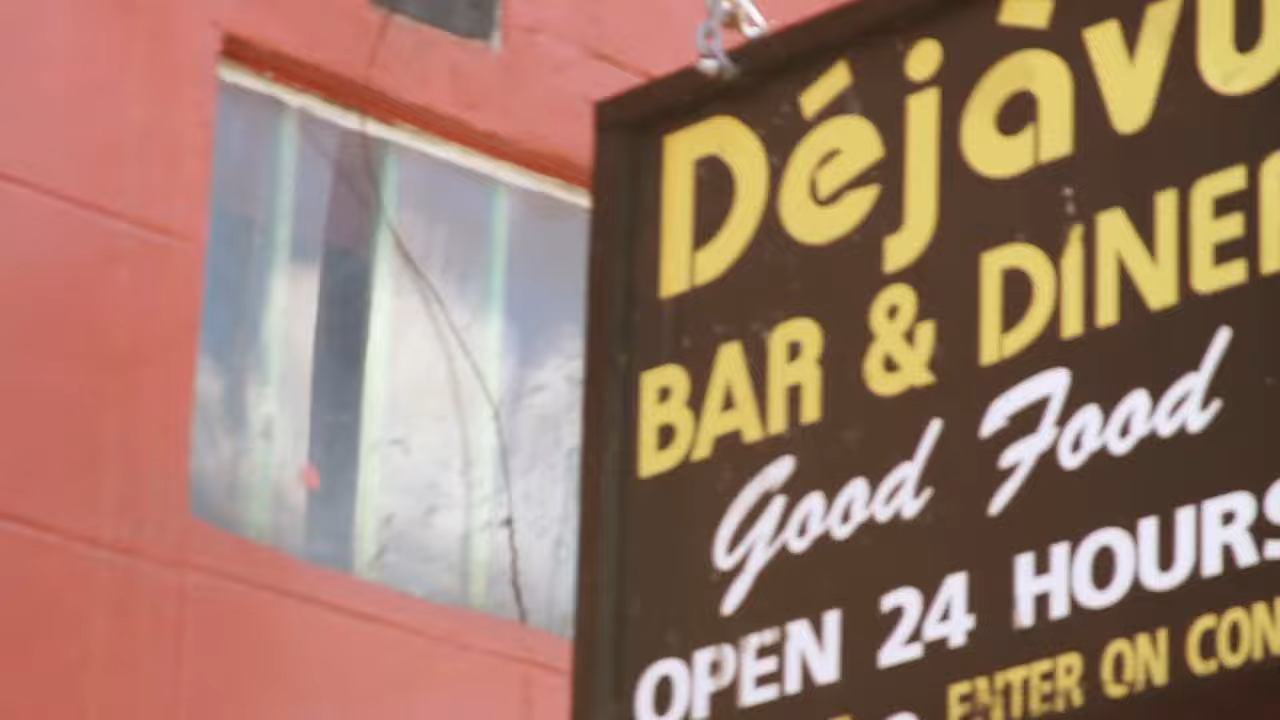 Déjàvu
BAR & DINER
Good Food
OPEN 24 HOURS
ENTER ON